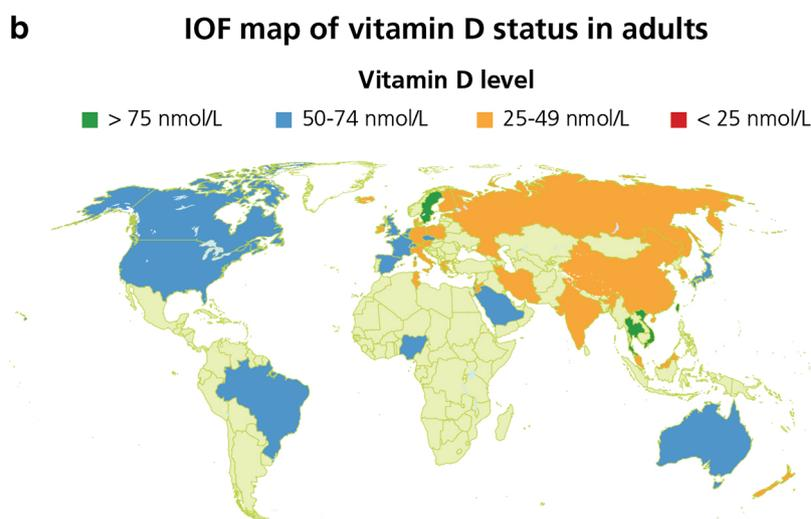 b
IOF map of vitamin D status in adults
Vitamin D level
> 75 nmol/L
50-74 nmol/L
25-49 nmol/L
< 25 nmol/L